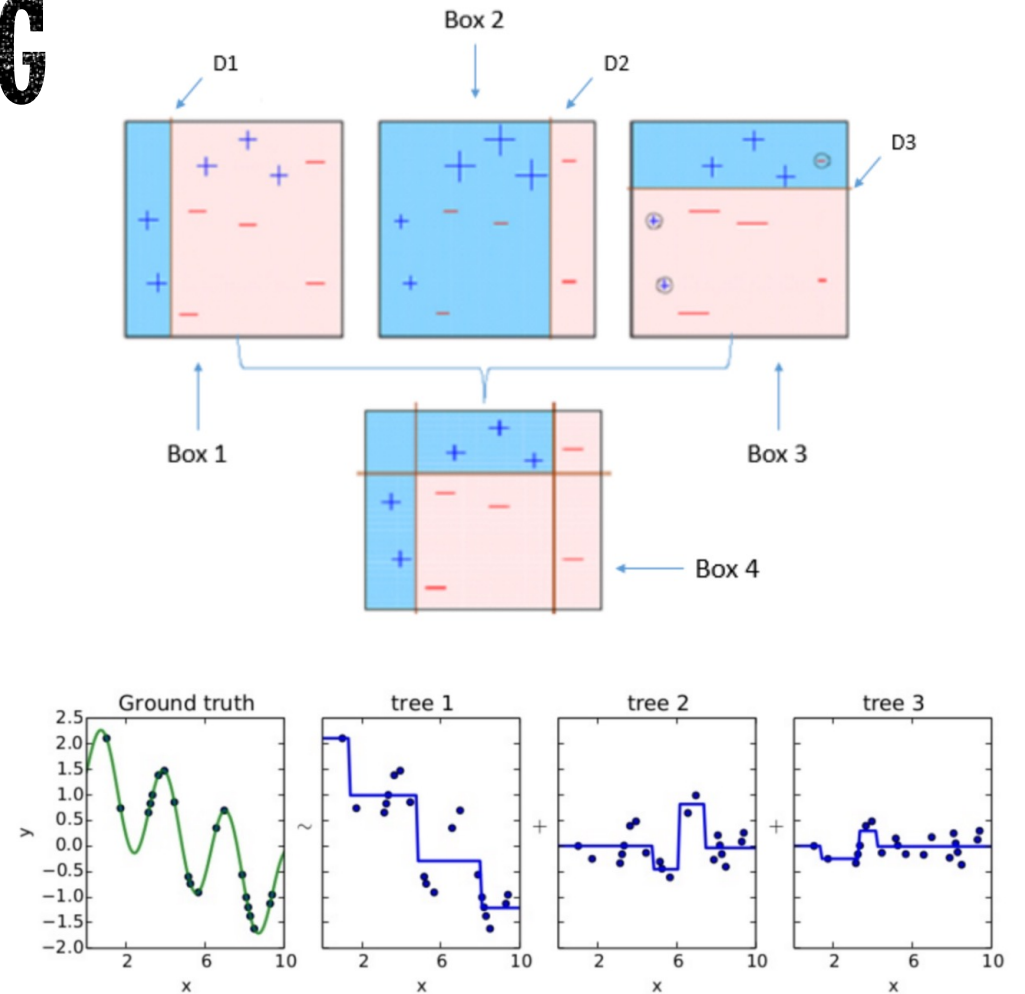 G
Box 2
D1
D2
D3
Box 1
Box 3
Box 4
Ground truth
tree 1
tree 2
tree 3
2.5
2.0
1.5
1.0
0.5
0.0
−0.5
−1.0
−1.5
−2.0
y
~
+
+
2 6 10
2 6 10
2 6 10
2 6 10
x
x
x
x